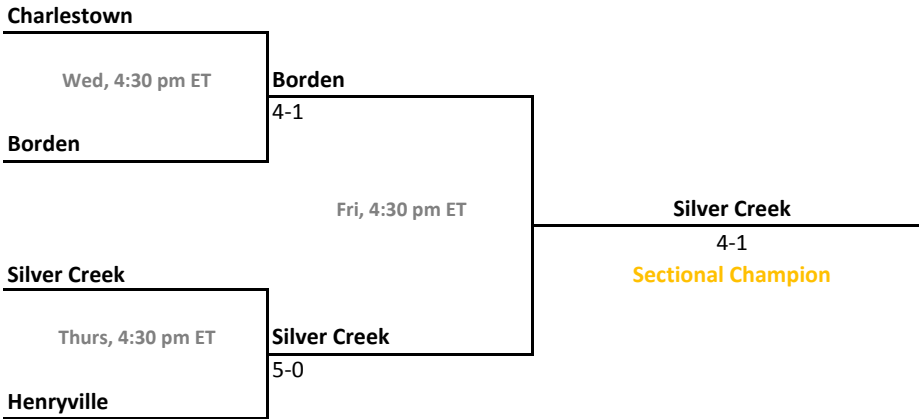 Charlestown
Wed, 4:30 pm ET
Borden
4-1
Borden
Fri, 4:30 pm ET
Silver Creek
4-1
Sectional Champion
Silver Creek
Thurs, 4:30 pm ET
Silver Creek
5-0
Henryville